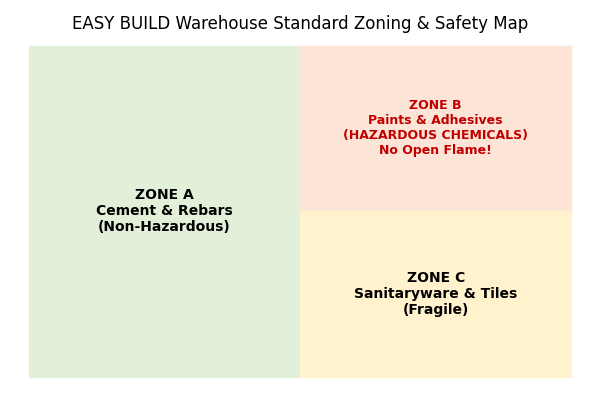 EASY BUILD Warehouse Standard Zoning & Safety Map
ZONE A
Cement & Rebars
(Non-Hazardous)
ZONE B
Paints & Adhesives
(HAZARDOUS CHEMICALS)
No Open Flame!
ZONE C
Sanitaryware & Tiles
(Fragile)